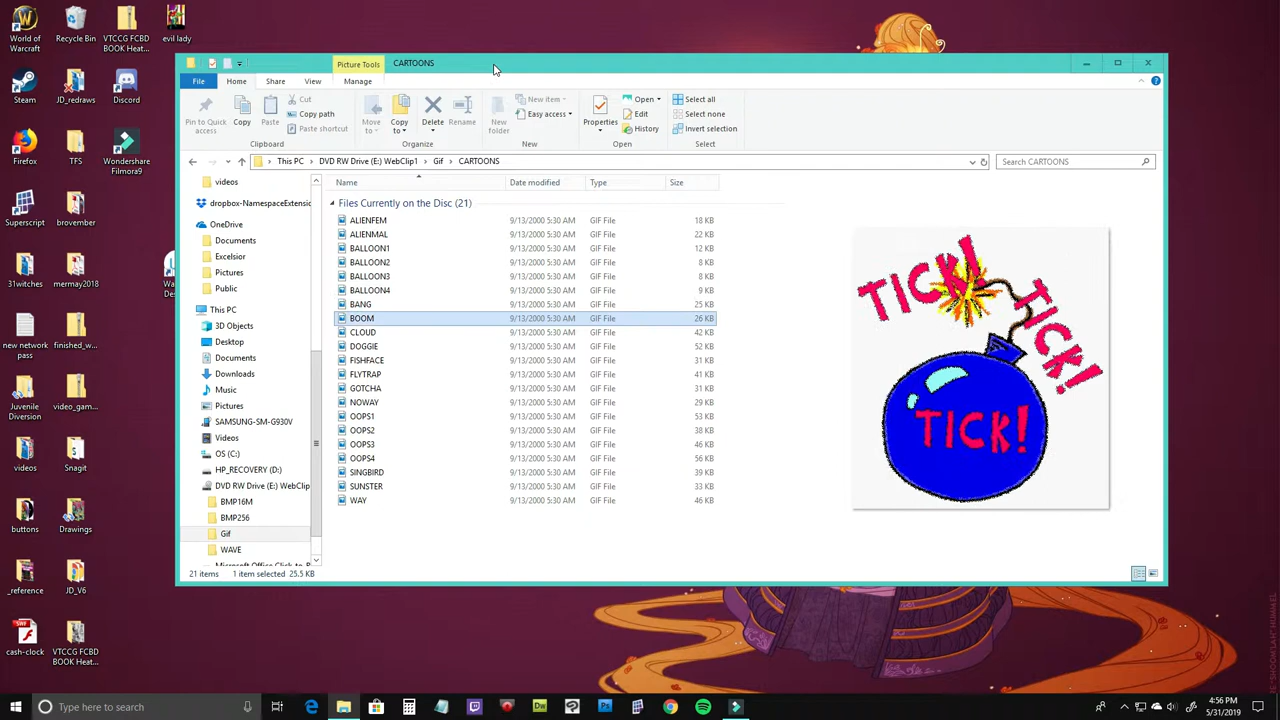 World of
Warcraft
Recycle Bin
VTCCG FCBD
BOOK Heat...
evil lady
Steam
JD_redraws
Discord
Firefox
TFS
Wondershare
Filmora9
Superscript
brovember
31witches
mermay2018
new network
pass
finished_w...
Juvenile
Diversion
video_gam...
videos
Snagit
buttons
Drawings
_reference
JD_V6
cash-clock
VTCCG FCBD
BOOK Heat...
Picture Tools
CARTOONS
File
Home
Share
View
Manage
Pin to Quick
access
Copy
Paste
Cut
Copy path
Paste shortcut
Clipboard
Move
to
Copy
to
Delete
Rename
Organize
New
folder
New item
Easy access
New
Properties
Open
Edit
History
Open
Select all
Select none
Invert selection
Select
This PC > DVD RW Drive (E:) WebClip1 > Gif > CARTOONS
Search CARTOONS
videos
dropbox-NamespaceExtensio
OneDrive
Documents
Excelsior
Pictures
Public
This PC
3D Objects
Desktop
Documents
Downloads
Music
Pictures
SAMSUNG-SM-G930V
Videos
OS (C:)
HP_RECOVERY (D:)
DVD RW Drive (E:) WebClip
BMP16M
BMP256
Gif
WAVE
Name Date modified Type Size
Files Currently on the Disc (21)
ALIENFEM 9/13/2000 5:30 AM GIF File 18 KB
ALIENMAL 9/13/2000 5:30 AM GIF File 22 KB
BALLOON1 9/13/2000 5:30 AM GIF File 12 KB
BALLOON2 9/13/2000 5:30 AM GIF File 8 KB
BALLOON3 9/13/2000 5:30 AM GIF File 8 KB
BALLOON4 9/13/2000 5:30 AM GIF File 9 KB
BANG 9/13/2000 5:30 AM GIF File 25 KB
BOOM 9/13/2000 5:30 AM GIF File 26 KB
CLOUD 9/13/2000 5:30 AM GIF File 42 KB
DOGGIE 9/13/2000 5:30 AM GIF File 52 KB
FISHFACE 9/13/2000 5:30 AM GIF File 31 KB
FLYTRAP 9/13/2000 5:30 AM GIF File 41 KB
GOTCHA 9/13/2000 5:30 AM GIF File 31 KB
NOWAY 9/13/2000 5:30 AM GIF File 29 KB
OOPS1 9/13/2000 5:30 AM GIF File 53 KB
OOPS2 9/13/2000 5:30 AM GIF File 38 KB
OOPS3 9/13/2000 5:30 AM GIF File 46 KB
OOPS4 9/13/2000 5:30 AM GIF File 56 KB
SINGBIRD 9/13/2000 5:30 AM GIF File 39 KB
SUNSTER 9/13/2000 5:30 AM GIF File 33 KB
WAY 9/13/2000 5:30 AM GIF File 46 KB
TICK!
TICK!
TICK!
21 items 1 item selected 25.5 KB
Type here to search
4:56 PM
5/31/2019